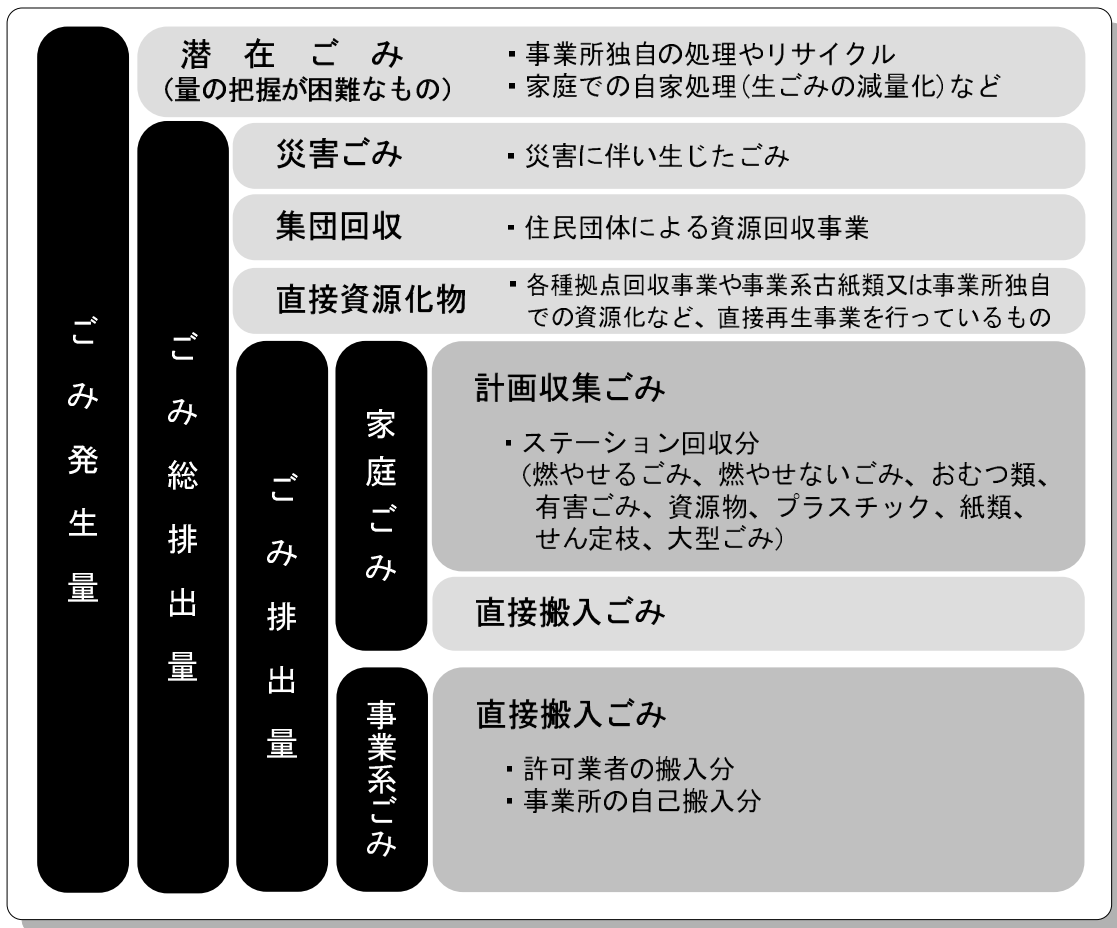 潜在ごみ
（量の把握が困難なもの）
・事業所独自の処理やリサイクル
・家庭での自家処理（生ごみの減量化）など
災害ごみ
・災害に伴い生じたごみ
集団回収
・住民団体による資源回収事業
直接資源化物
・各種拠点回収事業や事業系古紙類又は事業所独自
での資源化など、直接再生事業を行っているもの
ごみ発生量
ごみ総排出量
ごみ排出量
家庭ごみ
計画収集ごみ
・ステーション回収分
（燃やせるごみ、燃やせないごみ、おむつ類、
有害ごみ、資源物、プラスチック、紙類、
せん定枝、大型ごみ）
直接搬入ごみ
事業系ごみ
直接搬入ごみ
・許可業者の搬入分
・事業所の自己搬入分